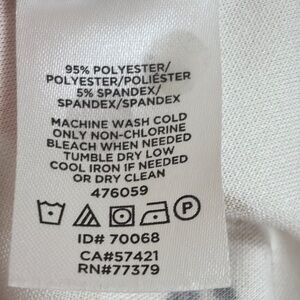 95% POLYESTER/
POLYESTER/POLIÉSTER
5% SPANDEX/
SPANDEX/SPANDEX
MACHINE WASH COLD
ONLY NON-CHLORINE
BLEACH WHEN NEEDED
TUMBLE DRY LOW
COOL IRON IF NEEDED
OR DRY CLEAN
476059
P
ID# 70068
CA#57421
RN#77379